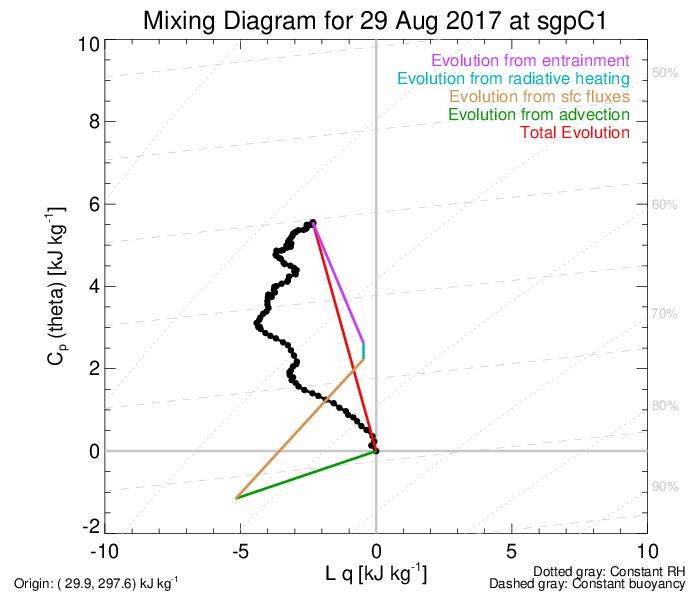 Mixing Diagram for 29 Aug 2017 at sgpC1
Evolution from entrainment
Evolution from radiative heating
Evolution from sfc fluxes
Evolution from advection
Total Evolution
10
8
6
4
2
0
-2
C_p (theta) [kJ kg⁻¹]
50%
60%
70%
80%
90%
-10
-5
0
5
10
L q [kJ kg⁻¹]
Origin: ( 29.9, 297.6) kJ kg⁻¹
Dotted gray: Constant RH
Dashed gray: Constant buoyancy